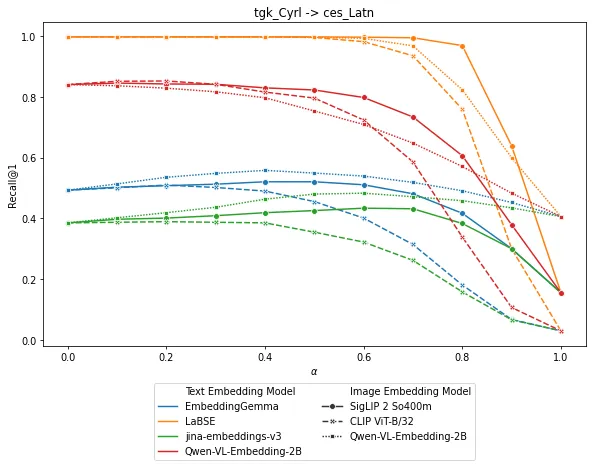 tgk_Cyrl -> ces_Latn
1.0
0.8
0.6
0.4
0.2
0.0
Recall@1
0.0 0.2 0.4 0.6 0.8 1.0
α
Text Embedding Model Image Embedding Model
EmbeddingGemma SigLIP 2 So400m
LaBSE CLIP ViT-B/32
jina-embeddings-v3 Qwen-VL-Embedding-2B
Qwen-VL-Embedding-2B